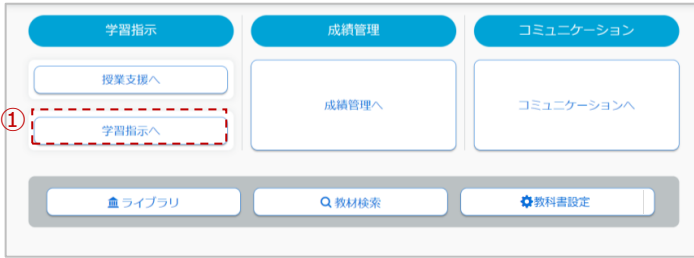 学習指示
成績管理
コミュニケーション
授業支援へ
成績管理へ
コミュニケーションへ
①
学習指示へ
ライブラリ
教材検索
教科書設定